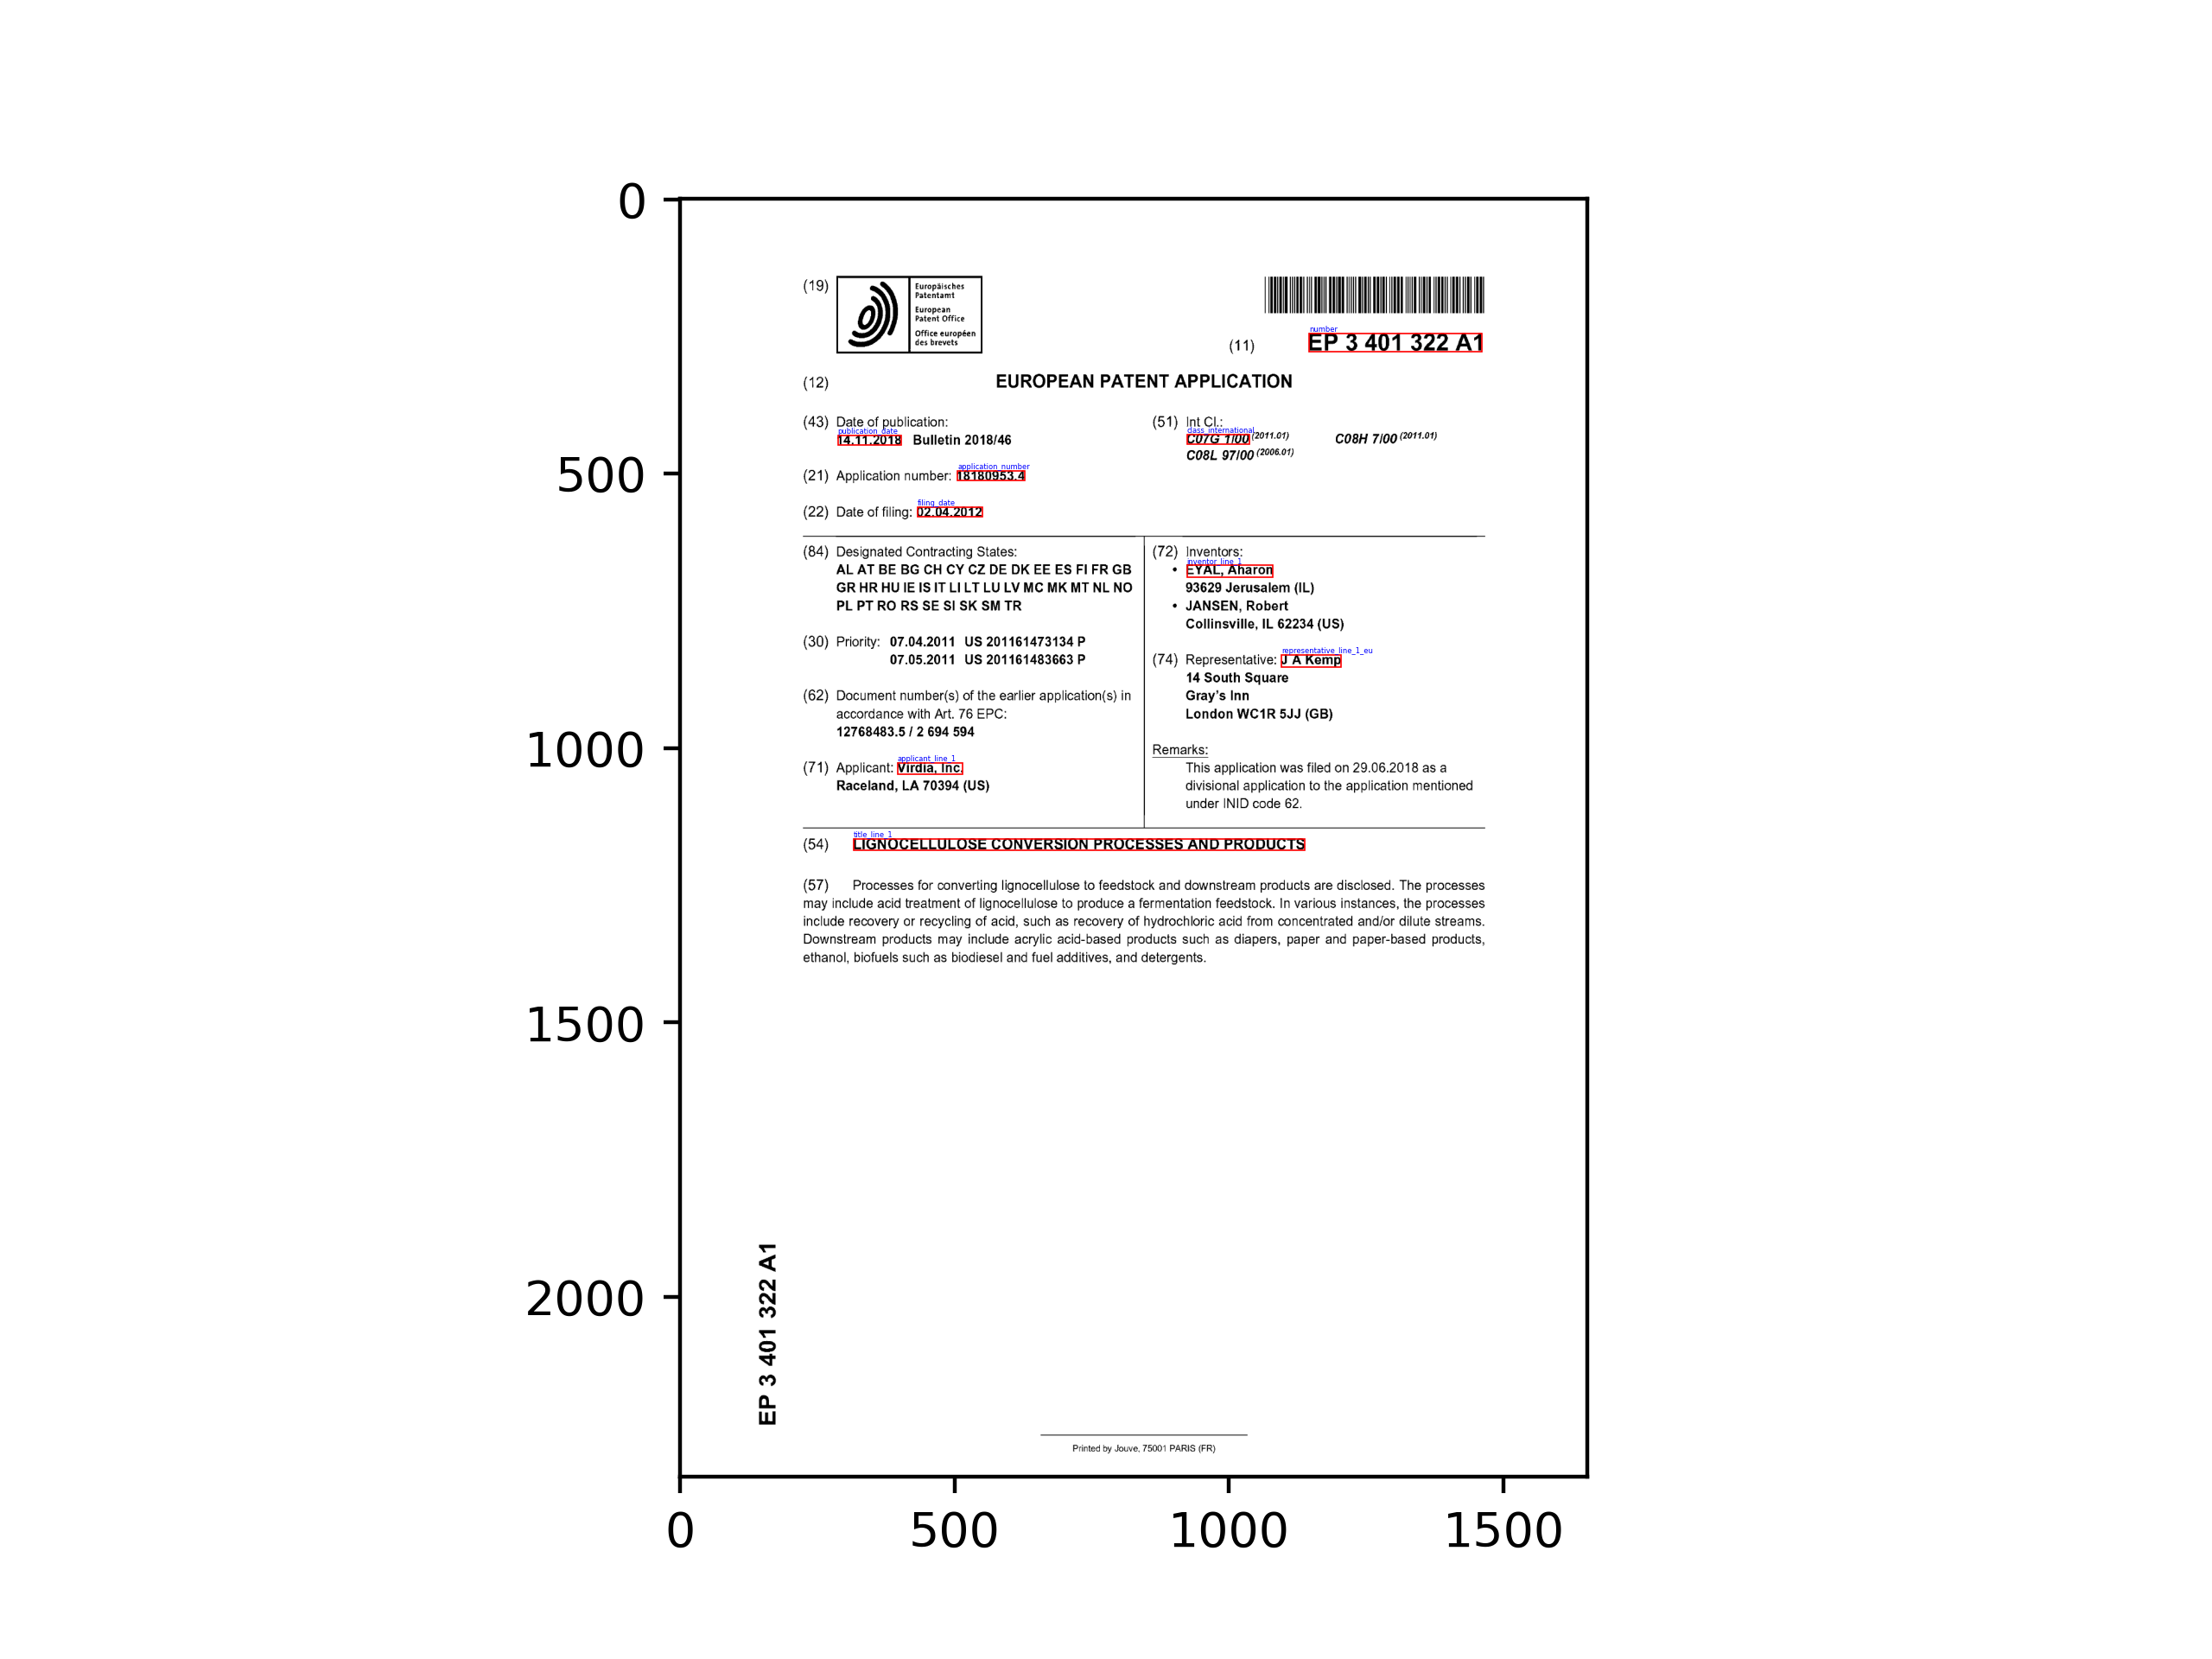 0
500
1000
1500
2000
0
500
1000
1500
(19)
Europäisches
Patentamt
European
Patent Office
Office européen
des brevets
number
(11)
EP 3 401 322 A1
(12)
EUROPEAN PATENT APPLICATION
(43) Date of publication:
publication_date
14.11.2018 Bulletin 2018/46
(21) Application number: 18180953.4
application_number
(22) Date of filing: 02.04.2012
filing_date
(51) Int Cl.:
class_international
C07G 1/00 (2011.01) C08H 7/00 (2011.01)
C08L 97/00 (2006.01)
(84) Designated Contracting States:
AL AT BE BG CH CY CZ DE DK EE ES FI FR GB
GR HR HU IE IS IT LI LT LU LV MC MK MT NL NO
PL PT RO RS SE SI SK SM TR
(30) Priority: 07.04.2011 US 201161473134 P
07.05.2011 US 201161483663 P
(62) Document number(s) of the earlier application(s) in
accordance with Art. 76 EPC:
12768483.5 / 2 694 594
applicant_line_1
(71) Applicant: Virdia, Inc.
Raceland, LA 70394 (US)
(72) Inventors:
inventor_line_1
• EYAL, Aharon
93629 Jerusalem (IL)
• JANSEN, Robert
Collinsville, IL 62234 (US)
representative_line_1_eu
(74) Representative: J A Kemp
14 South Square
Gray's Inn
London WC1R 5JJ (GB)
Remarks:
This application was filed on 29.06.2018 as a
divisional application to the application mentioned
under INID code 62.
title_line_1
(54) LIGNOCELLULOSE CONVERSION PROCESSES AND PRODUCTS
(57) Processes for converting lignocellulose to feedstock and downstream products are disclosed. The processes
may include acid treatment of lignocellulose to produce a fermentation feedstock. In various instances, the processes
include recovery or recycling of acid, such as recovery of hydrochloric acid from concentrated and/or dilute streams.
Downstream products may include acrylic acid-based products such as diapers, paper and paper-based products,
ethanol, biofuels such as biodiesel and fuel additives, and detergents.
EP 3 401 322 A1
Printed by Jouve, 75001 PARIS (FR)